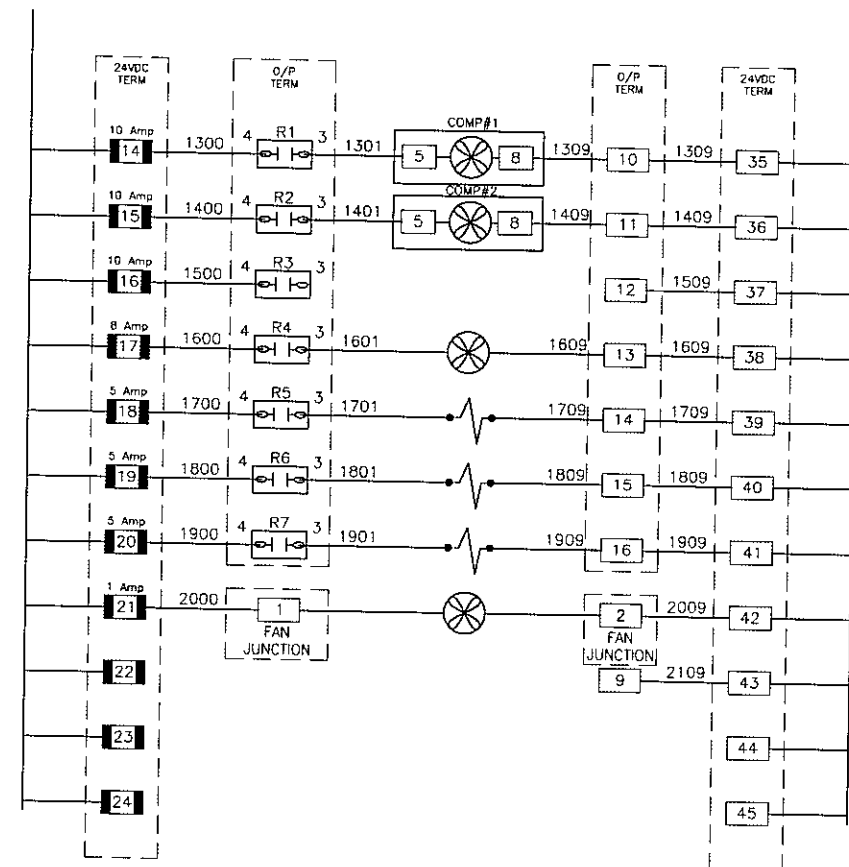 24VDC
TERM
O/P
TERM
O/P
TERM
24VDC
TERM
COMP#1
10 Amp
14 1300 4 R1 3 1301 5 8 1309 10 1309 35
COMP#2
10 Amp
15 1400 4 R2 3 1401 5 8 1409 11 1409 36
10 Amp
16 1500 4 R3 3 12 1509 37
8 Amp
17 1600 4 R4 3 1601 1609 13 1609 38
5 Amp
18 1700 4 R5 3 1701 1709 14 1709 39
5 Amp
19 1800 4 R6 3 1801 1809 15 1809 40
5 Amp
20 1900 4 R7 3 1901 1909 16 1909 41
1 Amp
21 2000 1 2 2009 42
FAN
JUNCTION
FAN
JUNCTION
22 9 2109 43
23 44
24 45